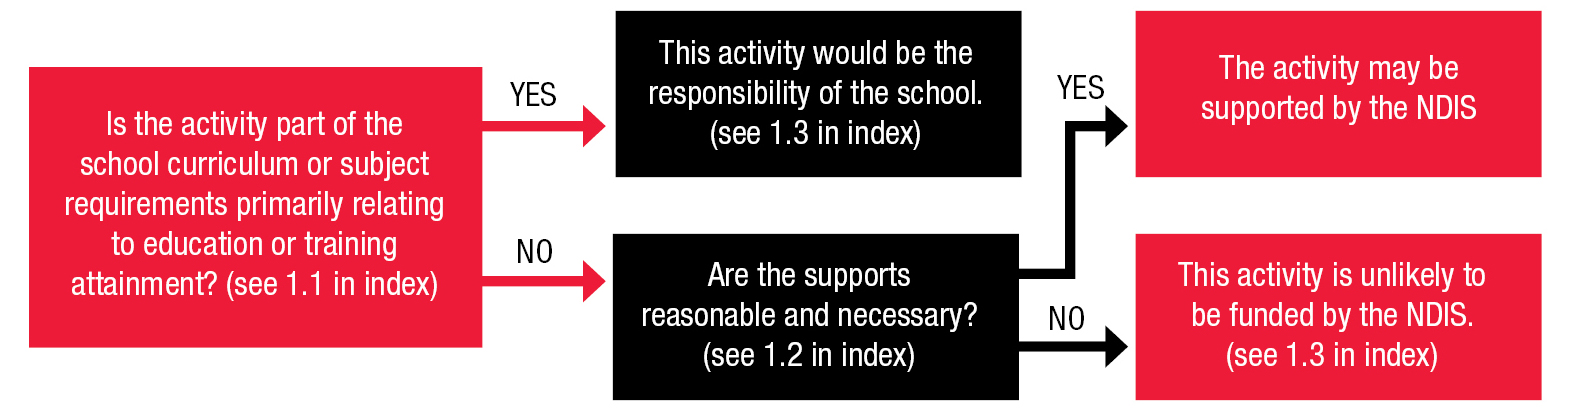 Is the activity part of the
school curriculum or subject
requirements primarily relating
to education or training
attainment? (see 1.1 in index)
YES
This activity would be the
responsibility of the school.
(see 1.3 in index)
NO
Are the supports
reasonable and necessary?
(see 1.2 in index)
YES
The activity may be
supported by the NDIS
NO
This activity is unlikely to
be funded by the NDIS.
(see 1.3 in index)